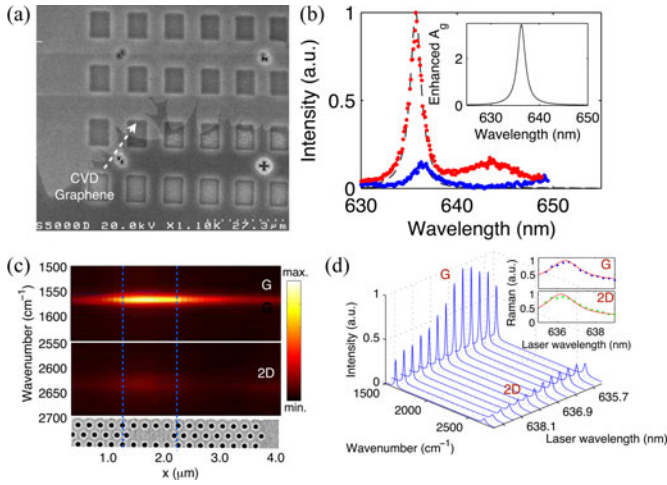 (a)
CVD
Graphene
S5000D 20.0kV X1.10K 27.3μm
(b)
Intensity (a.u.)
1
0.5
0
630
640
650
Wavelength (nm)
Enhanced A_g
2
0
630
640
650
Wavelength (nm)
(c)
Wavenumber (cm⁻¹)
1500
1550
1600
2550
2600
2650
2700
G
G
2D
max.
min.
1.0
2.0
3.0
4.0
x (μm)
(d)
G
2D
Intensity (a.u.)
1
0.5
0
1500
2000
2500
Wavenumber (cm⁻¹)
638.1
636.9
635.7
Laser wavelength (nm)
Raman (a.u.)
1
0.5
0
G
1
0.5
0
2D
636
638
Laser wavelength (nm)